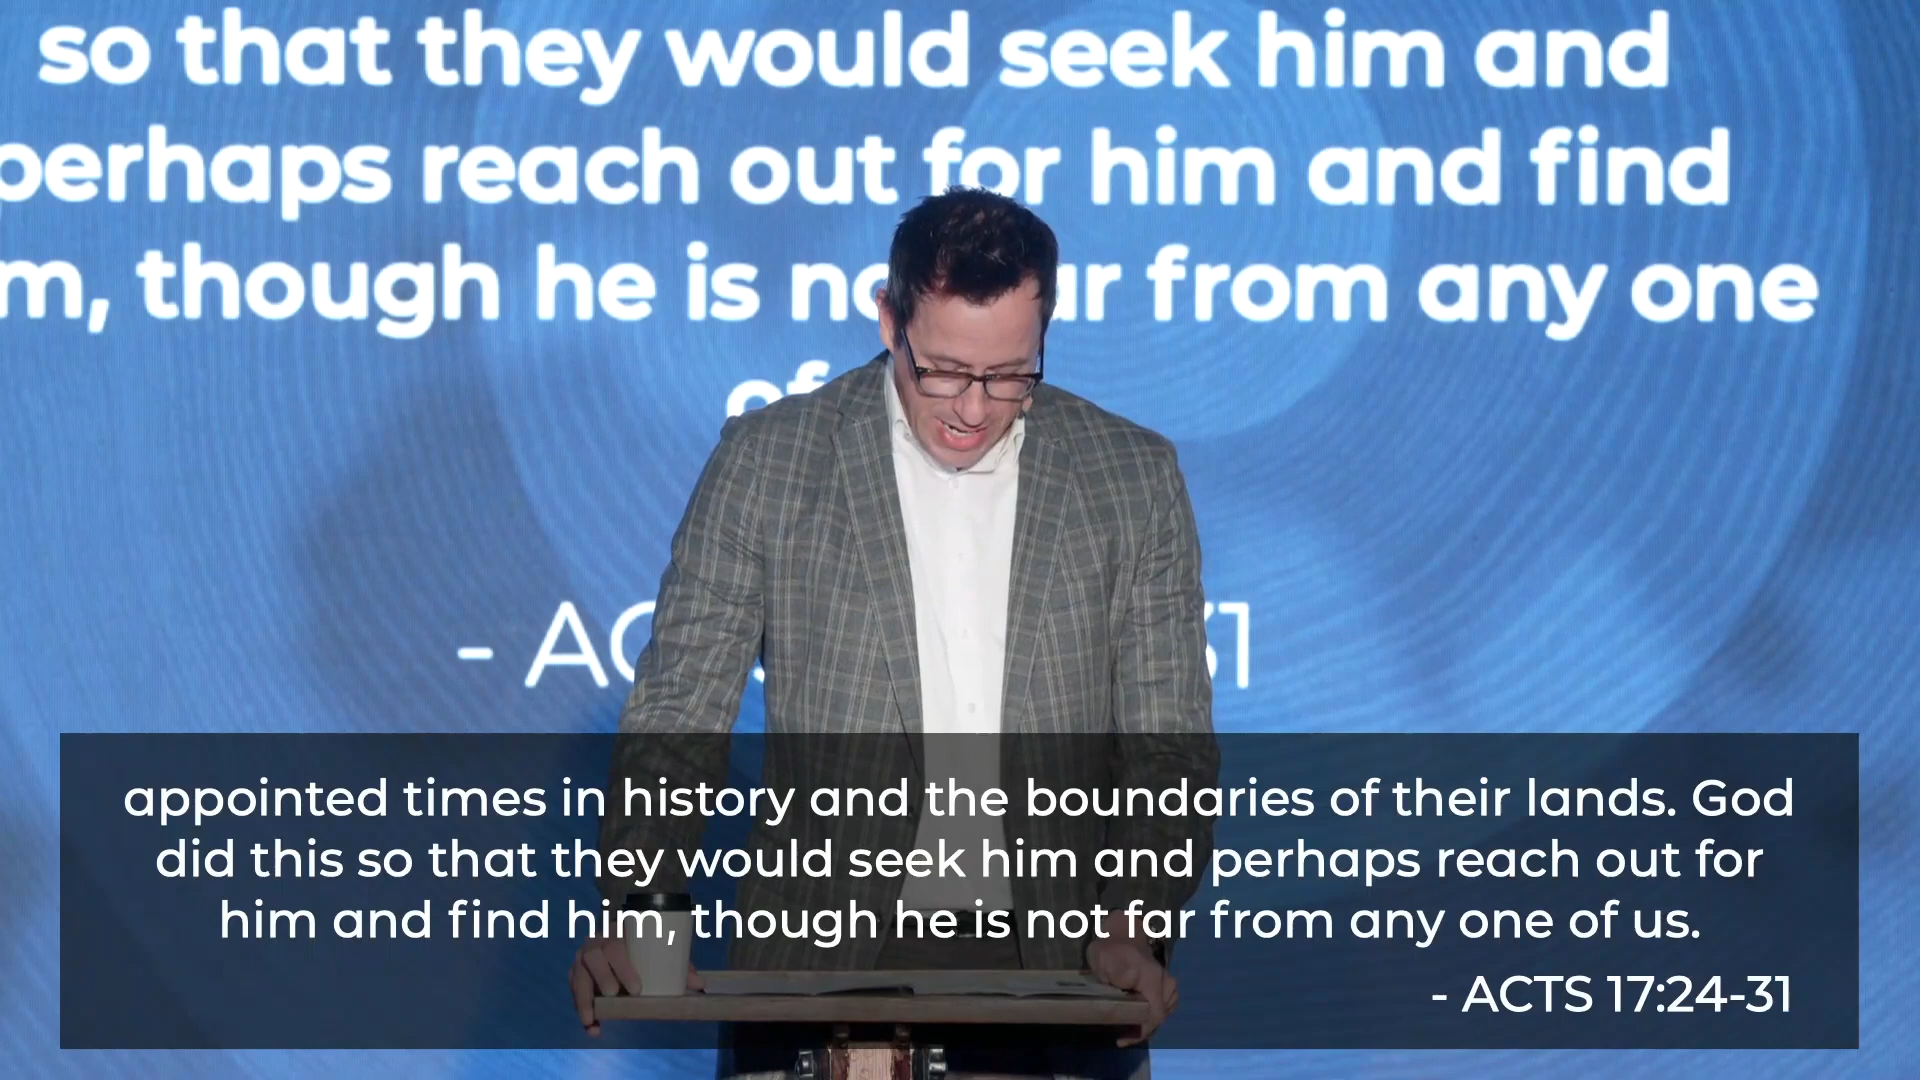 so that they would seek him and
perhaps reach out for him and find
m, though he is no ar from any one
of
- AC 31
appointed times in history and the boundaries of their lands. God
did this so that they would seek him and perhaps reach out for
him and find him, though he is not far from any one of us.
- ACTS 17:24-31